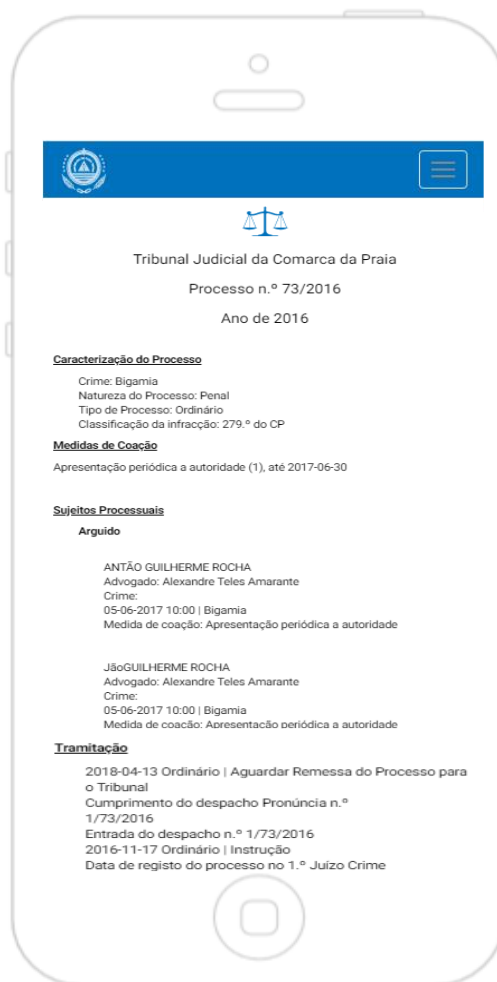 Tribunal Judicial da Comarca da Praia
Processo n.º 73/2016
Ano de 2016
Caracterização do Processo
Crime: Bigamia
Natureza do Processo: Penal
Tipo de Processo: Ordinário
Classificação da infracção: 279.º do CP
Medidas de Coação
Apresentação periódica a autoridade (1), até 2017-06-30
Sujeitos Processuais
Arguido
ANTÃO GUILHERME ROCHA
Advogado: Alexandre Teles Amarante
Crime:
05-06-2017 10:00 | Bigamia
Medida de coação: Apresentação periódica a autoridade
JãoGUILHERME ROCHA
Advogado: Alexandre Teles Amarante
Crime:
05-06-2017 10:00 | Bigamia
Medida de coação: Apresentação periódica a autoridade
Tramitação
2018-04-13 Ordinário | Aguardar Remessa do Processo para
o Tribunal
Cumprimento do despacho Pronúncia n.º
1/73/2016
Entrada do despacho n.º 1/73/2016
2016-11-17 Ordinário | Instrução
Data de registo do processo no 1.º Juízo Crime